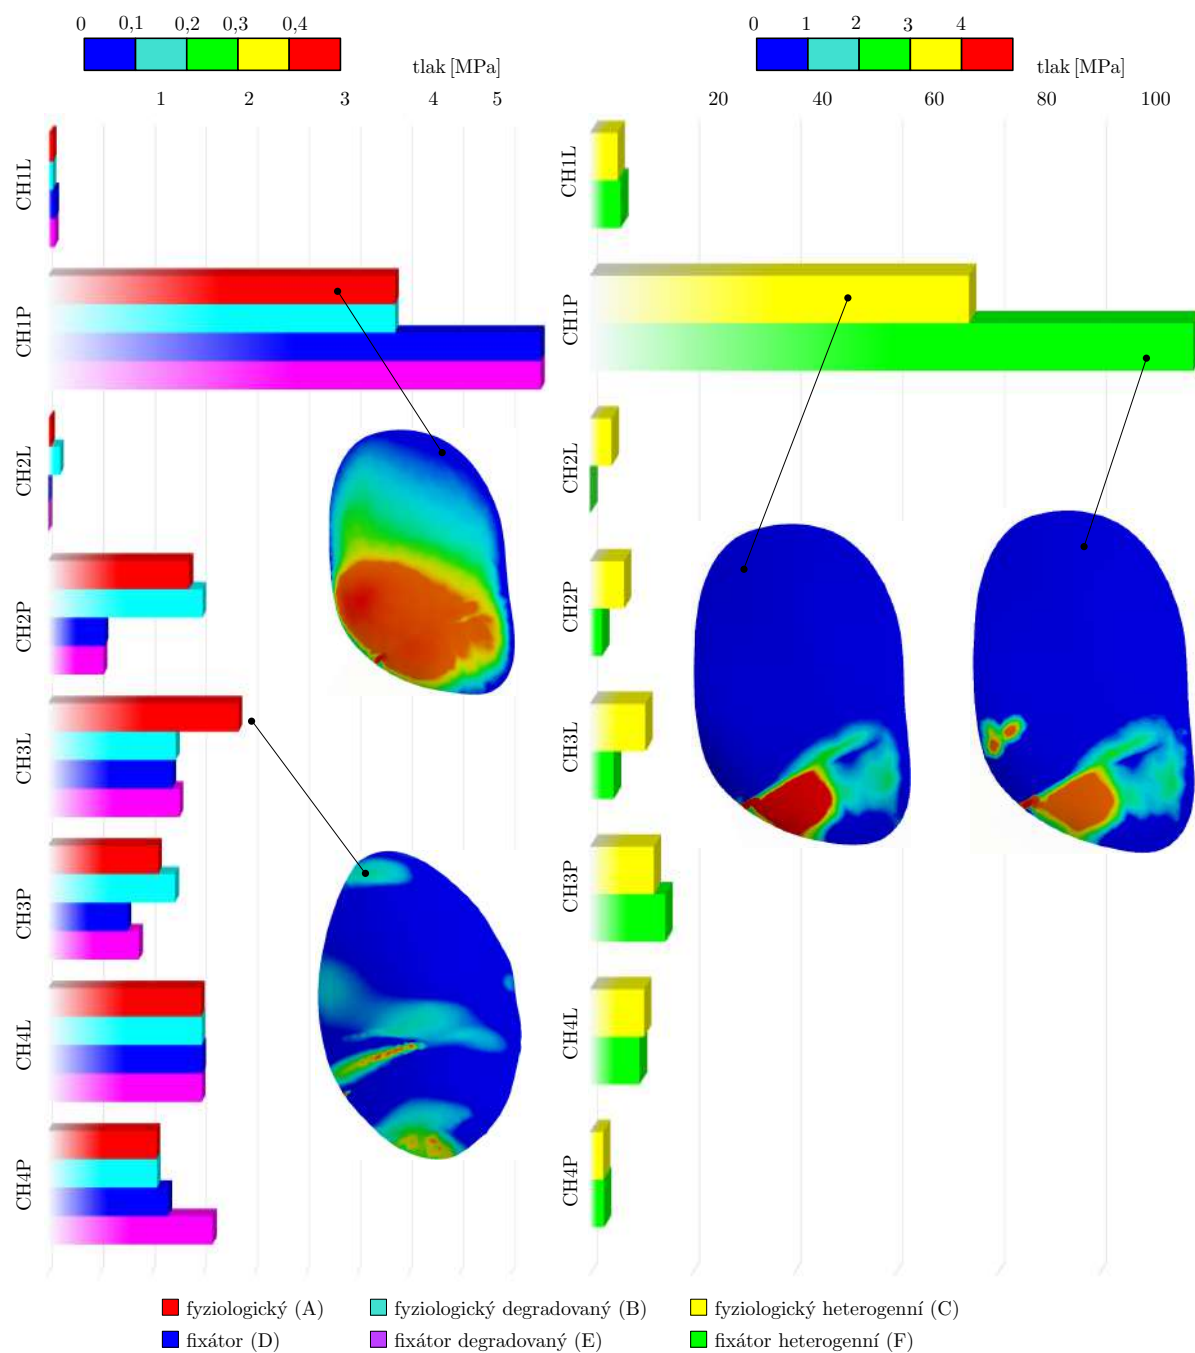 0 0,1 0,2 0,3 0,4
tlak [MPa]
1 2 3 4 5
CH1L
CH1P
CH2L
CH2P
CH3L
CH3P
CH4L
CH4P
0 1 2 3 4
tlak [MPa]
20 40 60 80 100
CH1L
CH1P
CH2L
CH2P
CH3L
CH3P
CH4L
CH4P
fyziologický (A) fyziologický degradovaný (B) fyziologický heterogenní (C)
fixátor (D) fixátor degradovaný (E) fixátor heterogenní (F)